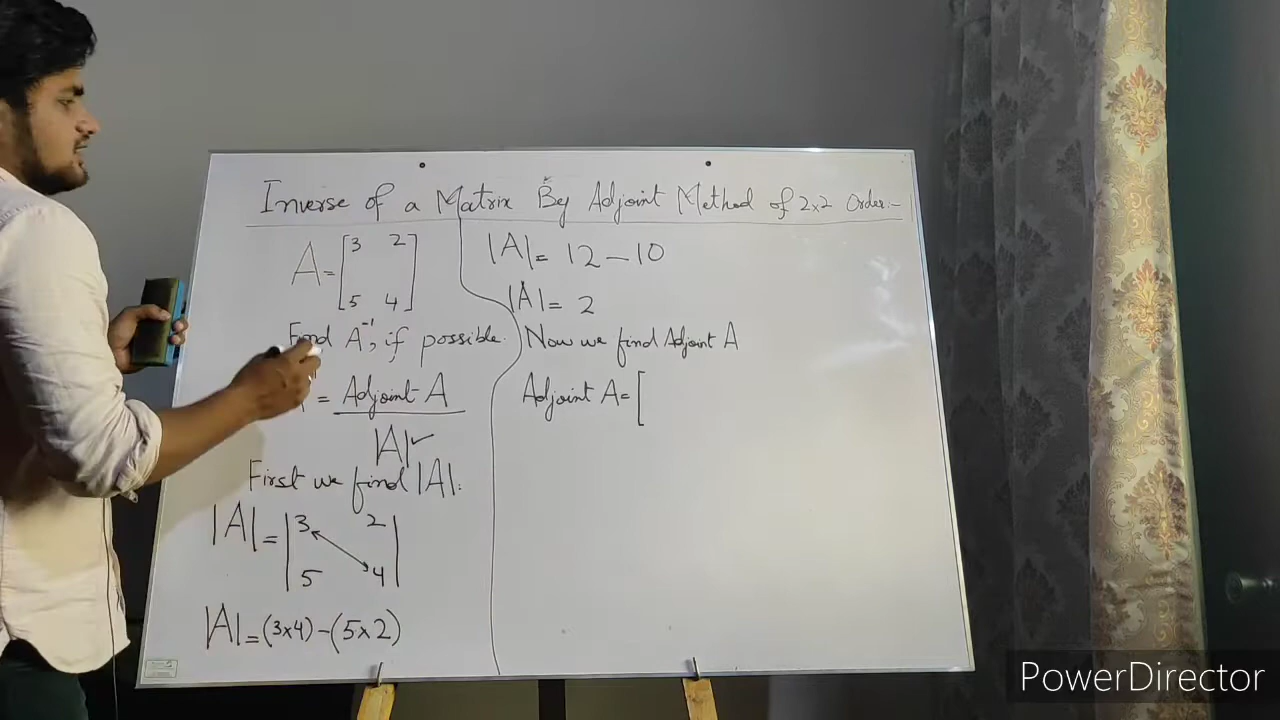 Inverse of a Matrix By Adjoint Method of 2x2 Order:-
A = [3 2
5 4]
Find A⁻¹, if possible.
= Adjoint A
|A| ✓
First we find |A|.
|A| = |3 2
5 4|
|A| = (3x4) - (5x2)
|A| = 12 - 10
|A| = 2
Now we find Adjoint A
Adjoint A = [
PowerDirector